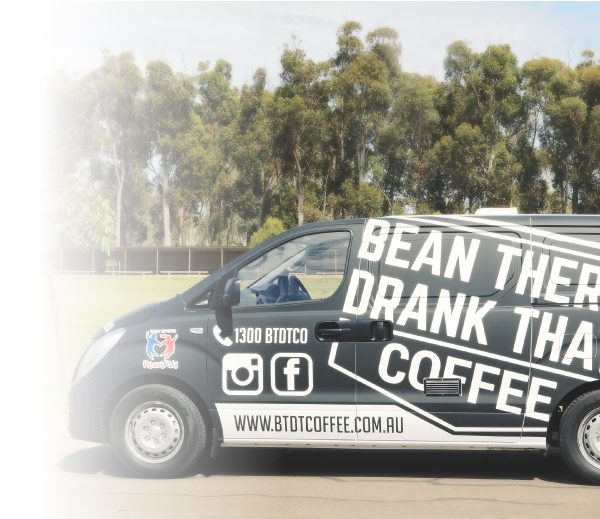 BEAN THER
DRANK THA
COFFEE
1300 BTDTCO
WWW.BTDTCOFFEE.COM.AU